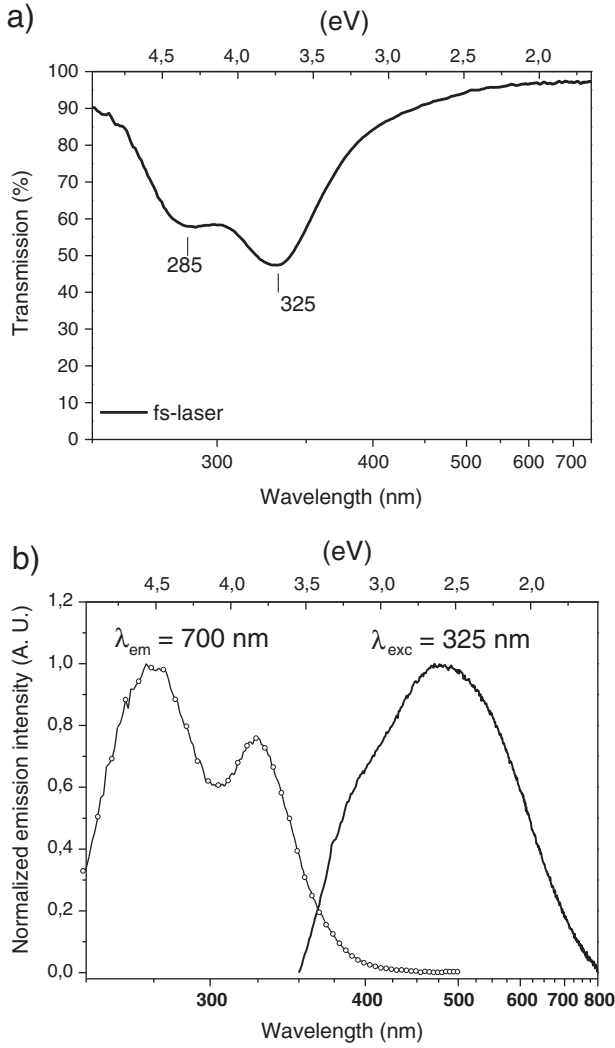 a)
(eV)
4,5 4,0 3,5 3,0 2,5 2,0
100
90
80
70
60
50
40
30
20
10
0
Transmission (%)
285
325
fs-laser
300 400 500 600 700
Wavelength (nm)
b)
(eV)
4,5 4,0 3,5 3,0 2,5 2,0
1,2
1,0
0,8
0,6
0,4
0,2
0,0
Normalized emission intensity (A. U.)
λem = 700 nm
λexc = 325 nm
300 400 500 600 700 800
Wavelength (nm)